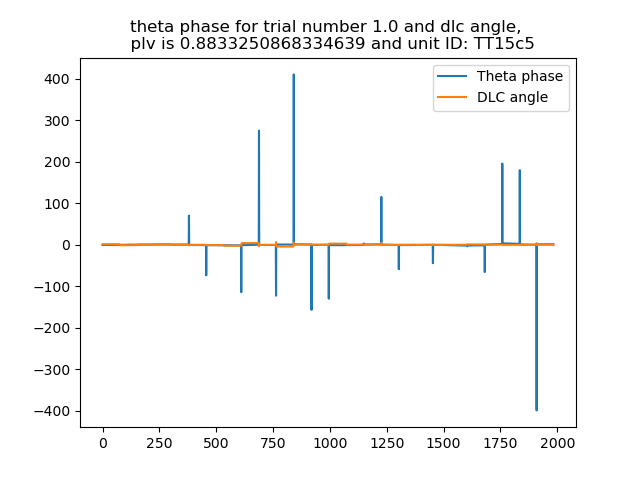 theta phase for trial number 1.0 and dlc angle,
plv is 0.8833250868334639 and unit ID: TT15c5
Theta phase
DLC angle
400
300
200
100
0
−100
−200
−300
−400
0 250 500 750 1000 1250 1500 1750 2000